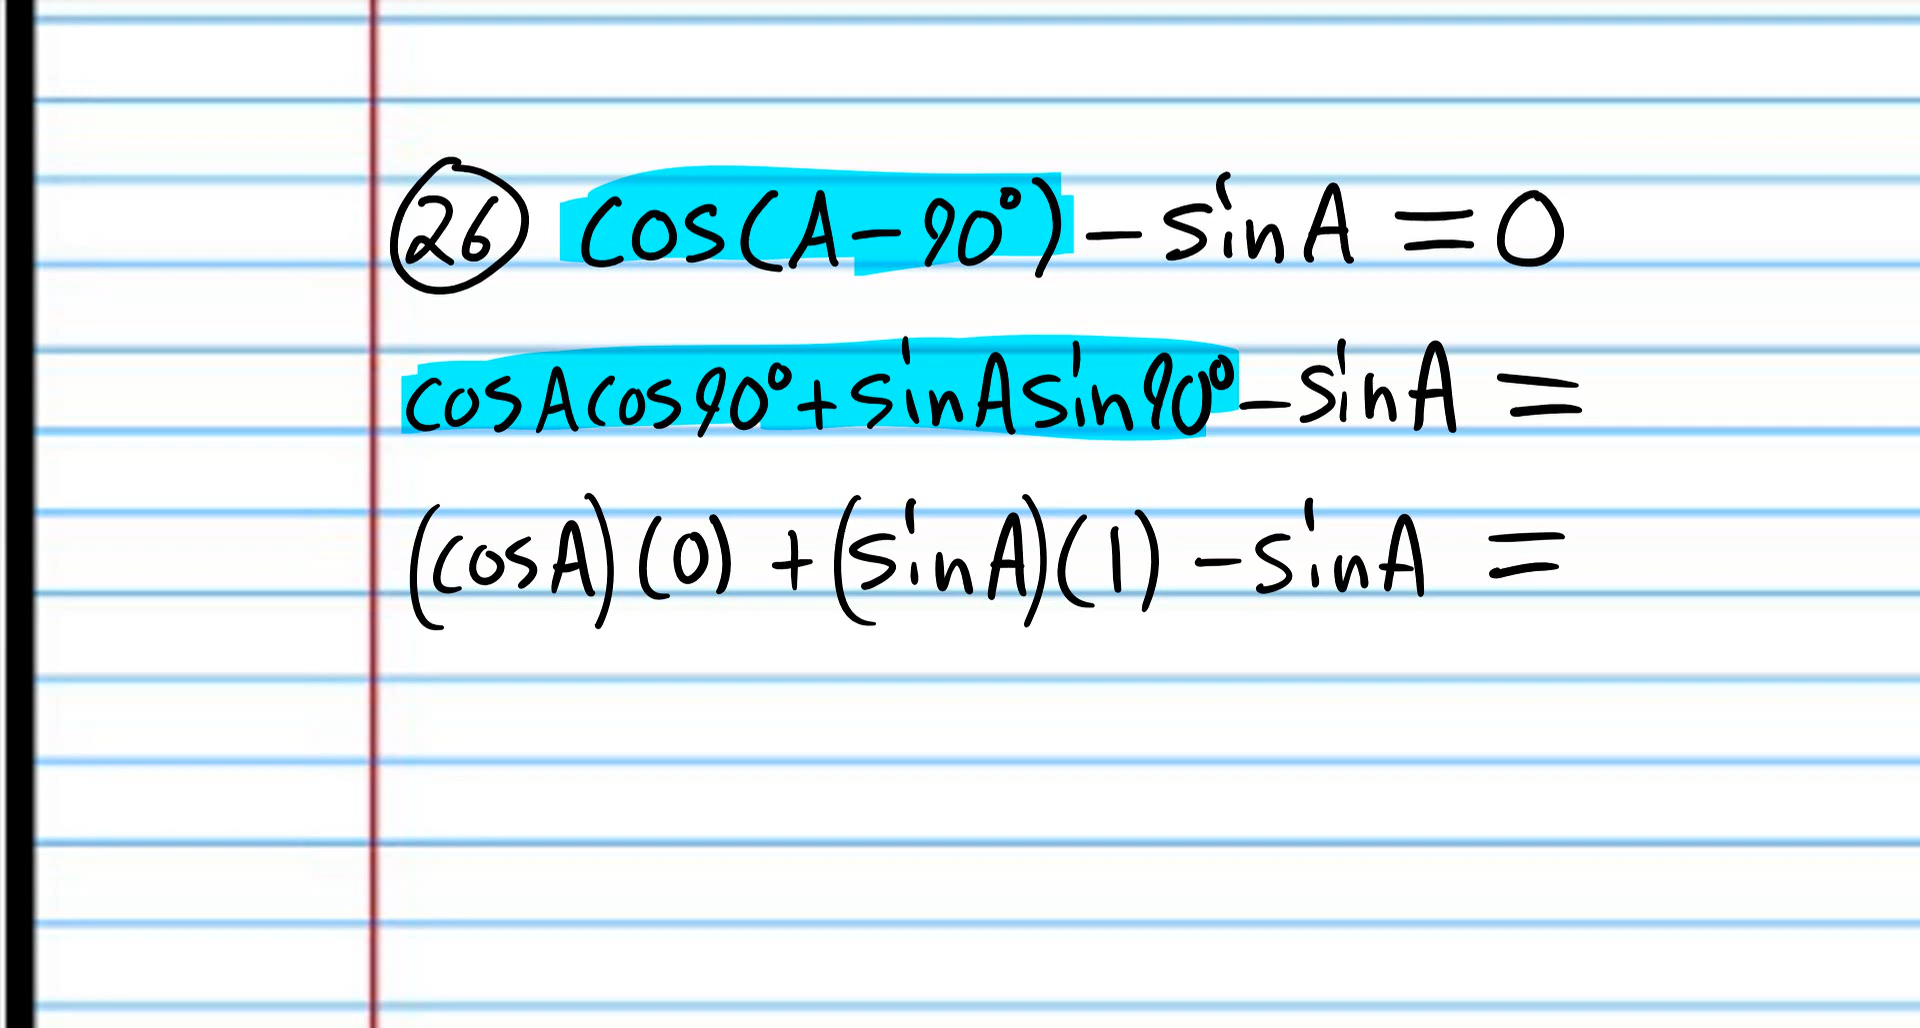 26 cos(A-90°)-sinA=0
cosAcos90°+sinAsin90°-sinA=
(cosA)(0)+(sinA)(1)-sinA=